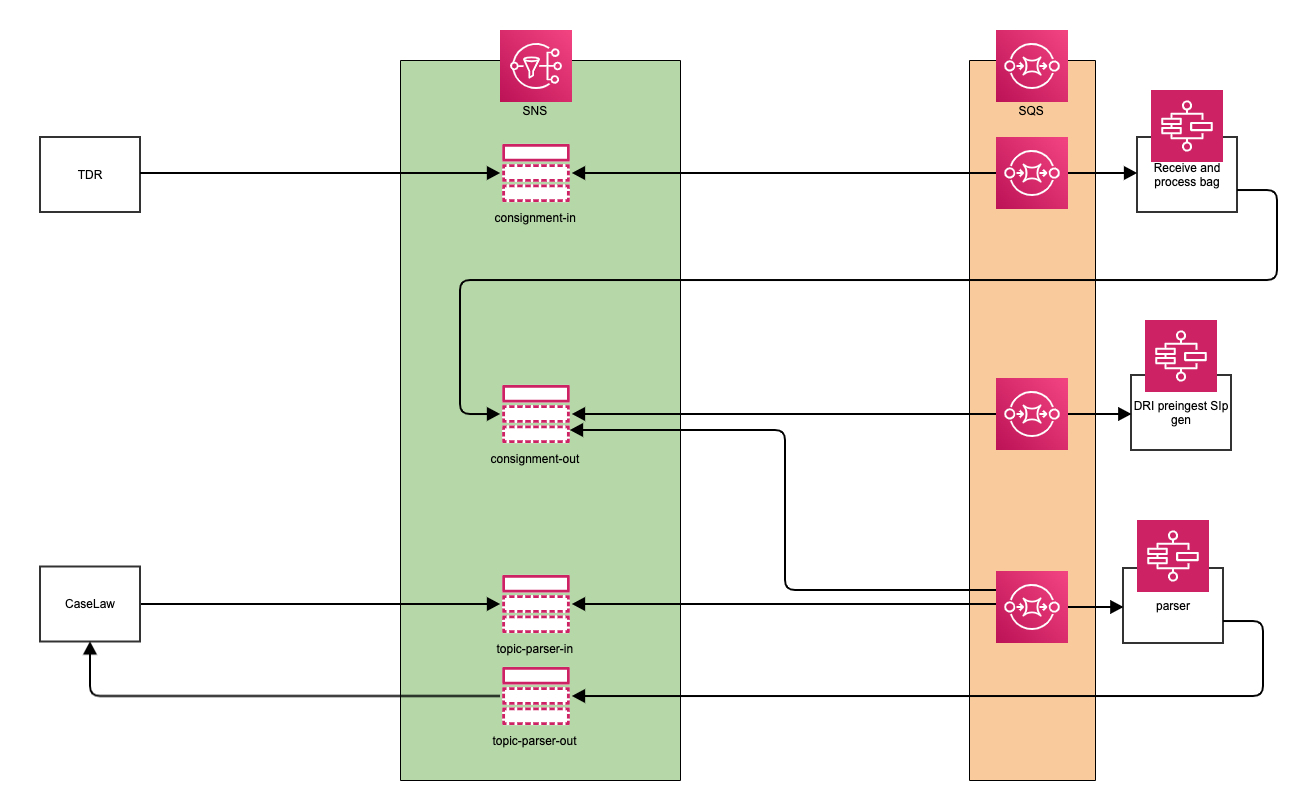 SNS
SQS
TDR
Receive and
process bag
consignment-in
DRI preingest SIp
gen
consignment-out
CaseLaw
parser
topic-parser-in
topic-parser-out